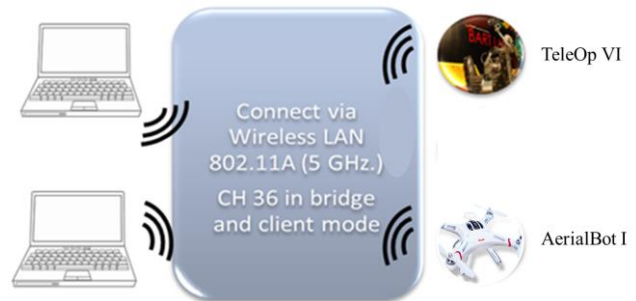 TeleOp VI
Connect via
Wireless LAN
802.11A (5 GHz.)
CH 36 in bridge
and client mode
AerialBot I